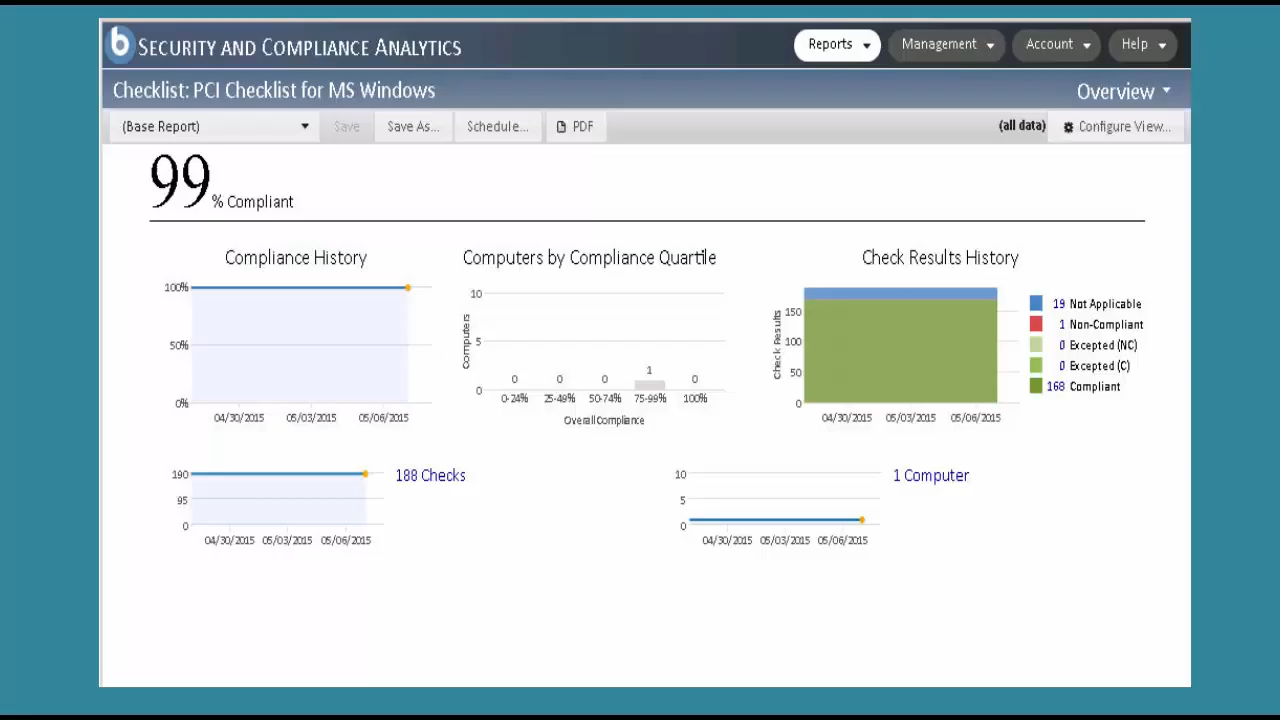 b SECURITY AND COMPLIANCE ANALYTICS Reports Management Account Help
Checklist: PCI Checklist for MS Windows Overview
(Base Report) Save Save As... Schedule... PDF (all data) Configure View...
99 % Compliant
Compliance History
100%
50%
0%
04/30/2015 05/03/2015 05/06/2015
Computers by Compliance Quartile
Computers
10
5
0
0 0 0 1 0
0-24% 25-49% 50-74% 75-99% 100%
Overall Compliance
Check Results History
Check Results
150
100
50
0
04/30/2015 05/03/2015 05/06/2015
19 Not Applicable
1 Non-Compliant
0 Excepted (NC)
0 Excepted (C)
168 Compliant
190
95
0
04/30/2015 05/03/2015 05/06/2015
188 Checks
10
5
0
04/30/2015 05/03/2015 05/06/2015
1 Computer